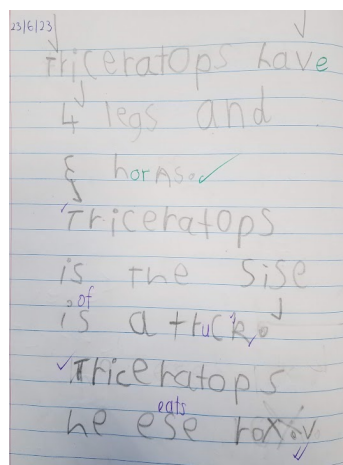 23/6/23
Triceratops have
4 legs and
3 hornse.
Triceratops
is the sise
of
is a truck.
Triceratops
eats
he ese